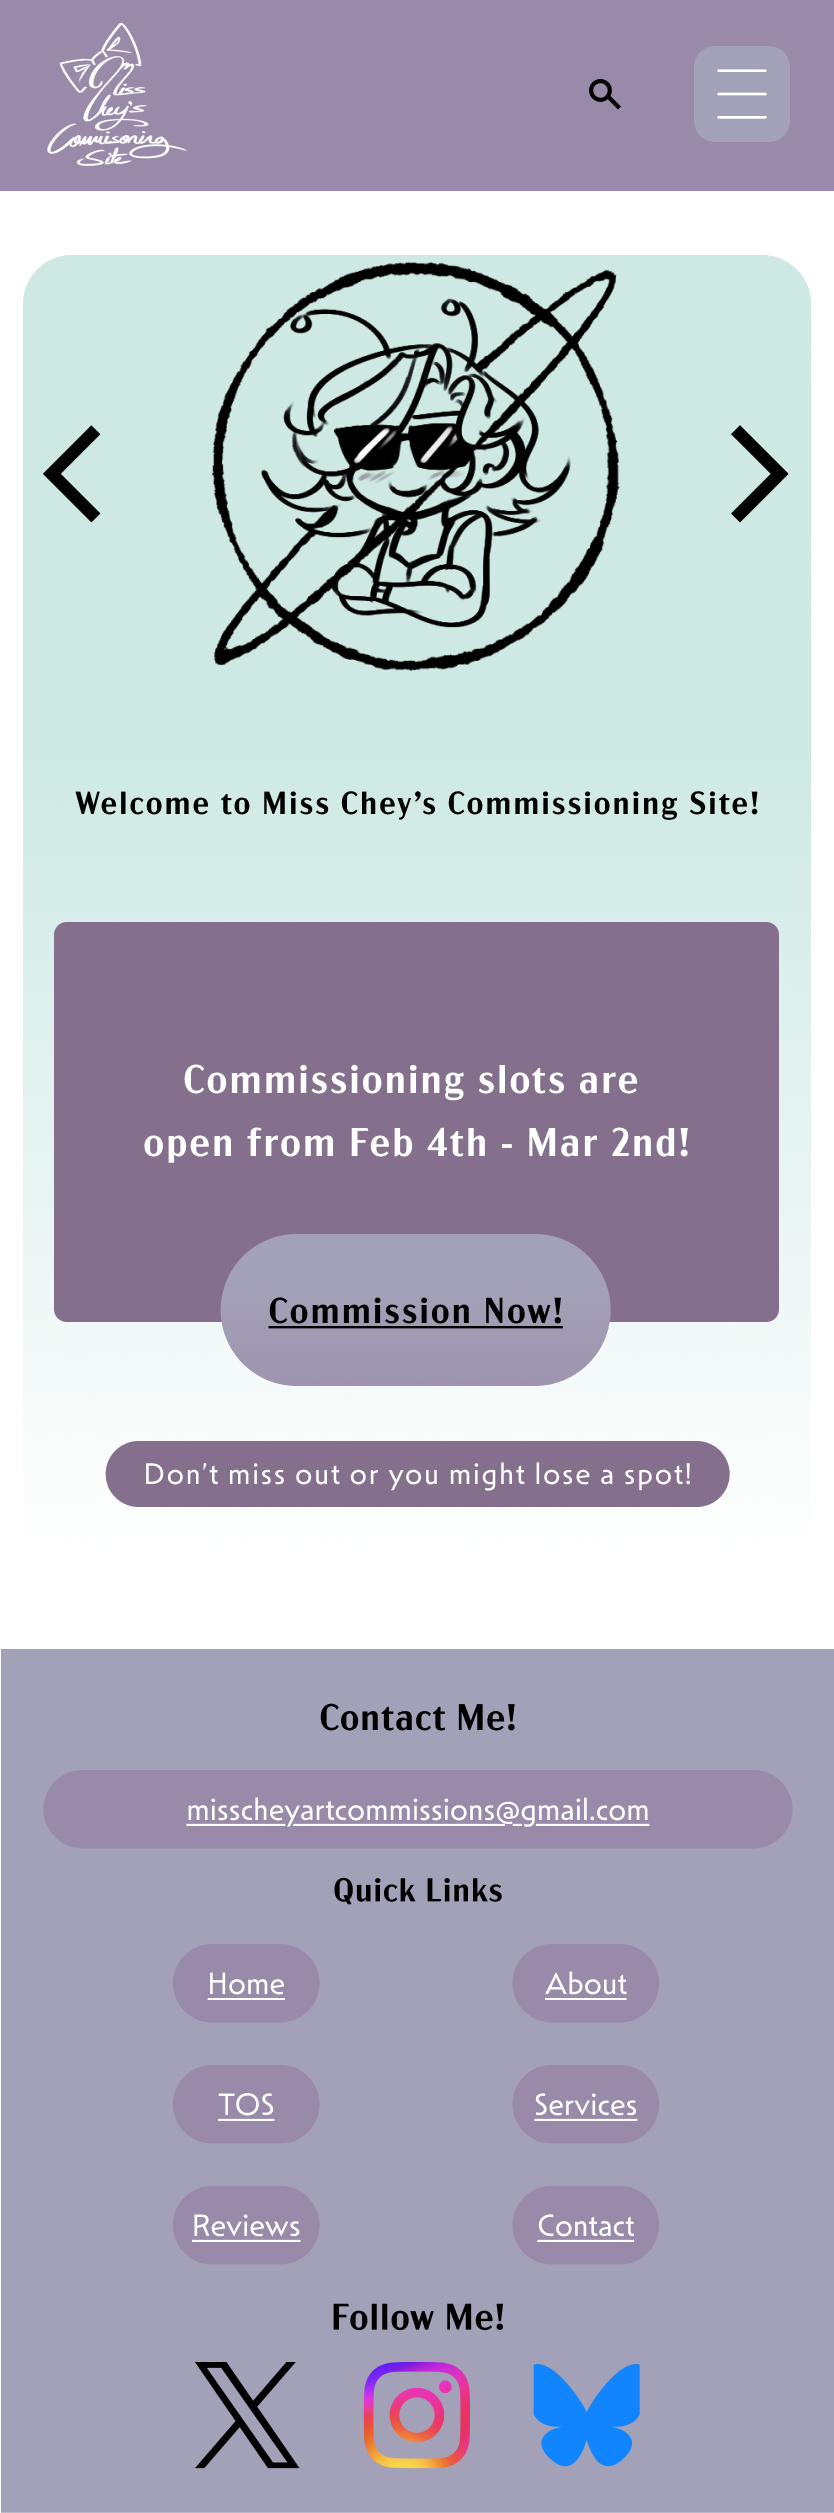 Miss
Chey's
Commisoning
Site
Welcome to Miss Chey’s Commissioning Site!
Commissioning slots are
open from Feb 4th - Mar 2nd!
Commission Now!
Don't miss out or you might lose a spot!
Contact Me!
misscheyartcommissions@gmail.com
Quick Links
Home About
TOS Services
Reviews Contact
Follow Me!